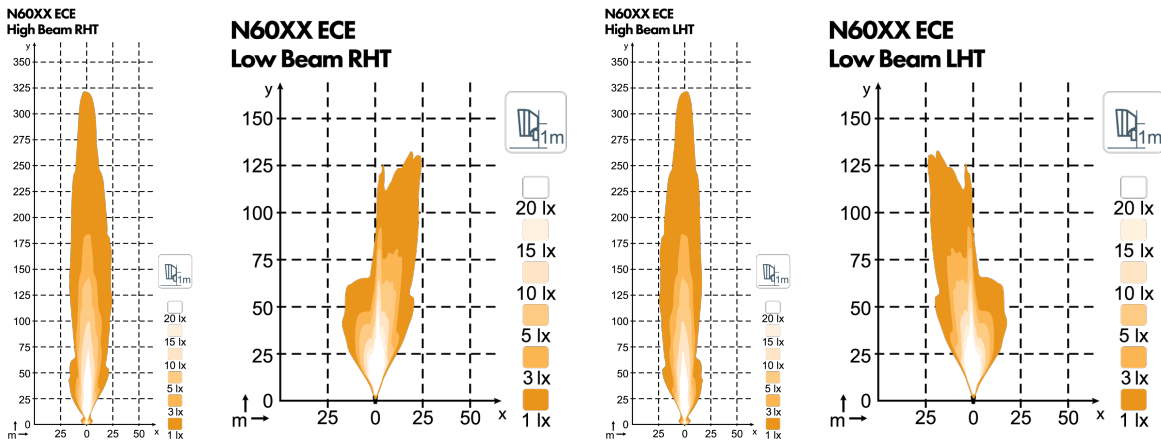 N60XX ECE
High Beam RHT
y
350
325
300
275
250
225
200
175
150
125
100
75
50
25
0
m
25 0 25 50 x
1m
20 lx
15 lx
10 lx
5 lx
3 lx
1 lx
N60XX ECE
Low Beam RHT
y
150
125
100
75
50
25
0
m
25 0 25 50 x
1m
20 lx
15 lx
10 lx
5 lx
3 lx
1 lx
N60XX ECE
High Beam LHT
y
350
325
300
275
250
225
200
175
150
125
100
75
50
25
0
m
25 0 25 50 x
1m
20 lx
15 lx
10 lx
5 lx
3 lx
1 lx
N60XX ECE
Low Beam LHT
y
150
125
100
75
50
25
0
m
25 0 25 50 x
1m
20 lx
15 lx
10 lx
5 lx
3 lx
1 lx